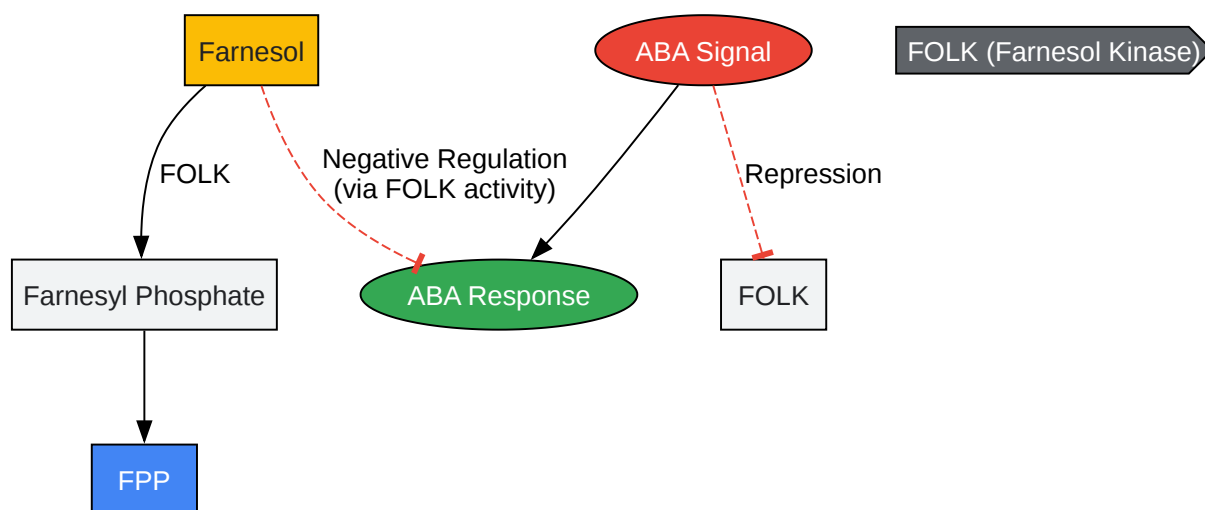 Farnesol
ABA Signal
FOLK (Farnesol Kinase)
FOLK
Negative Regulation
(via FOLK activity)
Repression
Farnesyl Phosphate
ABA Response
FOLK
FPP